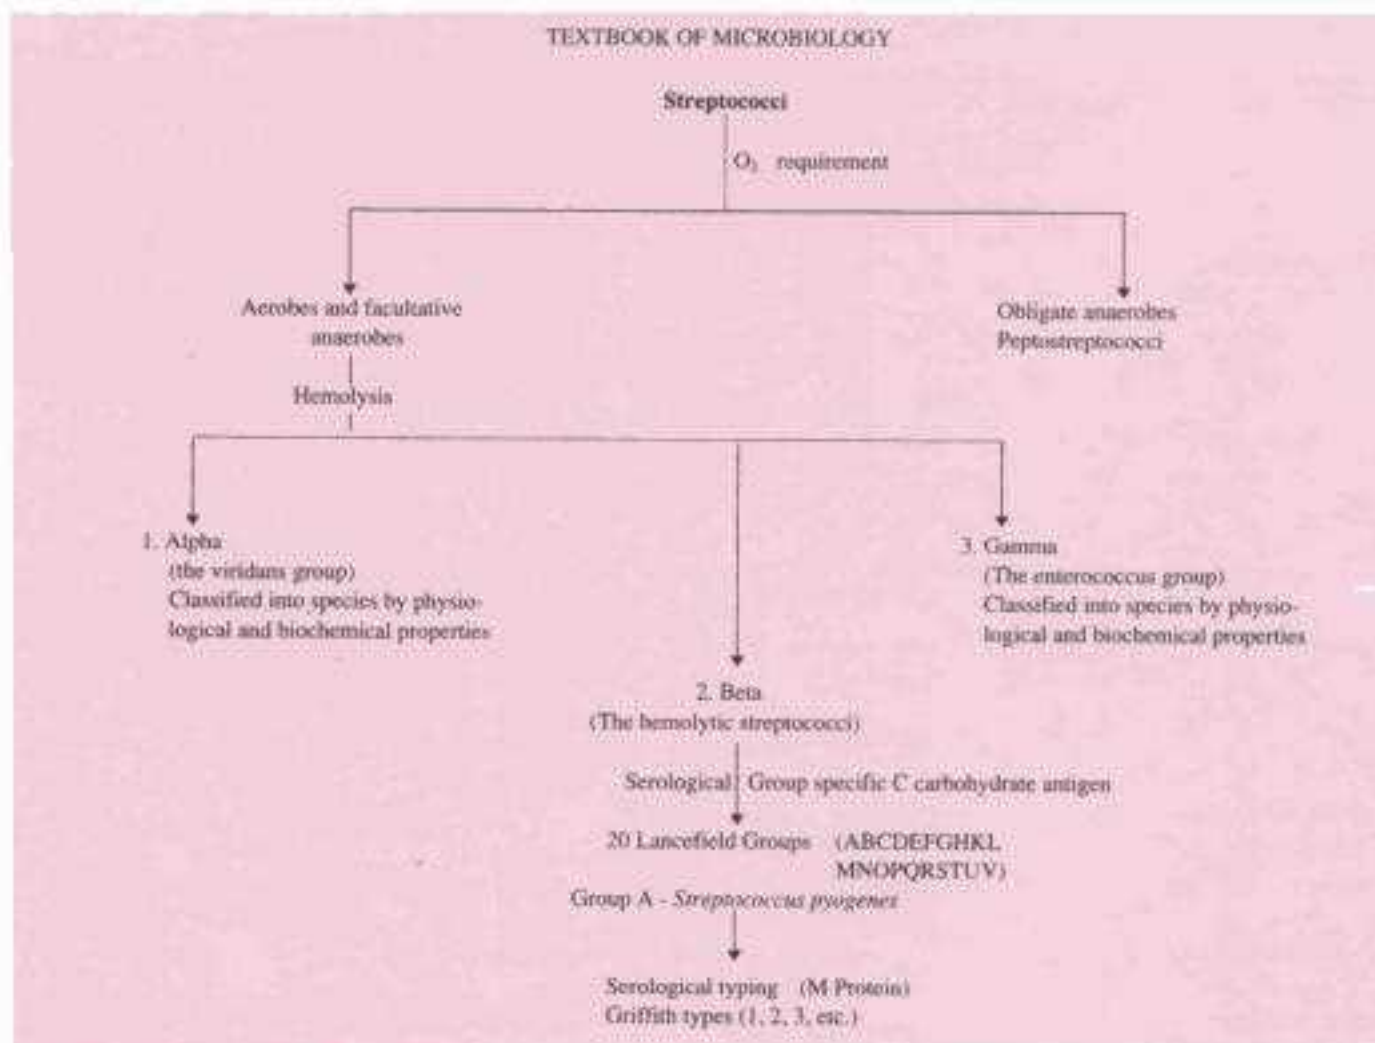 TEXTBOOK OF MICROBIOLOGY
Streptococci
O₂ requirement
Aerobes and facultative
anaerobes
Obligate anaerobes
Peptostreptococci
Hemolysis
1. Alpha
(the viridans group)
Classified into species by physio-
logical and biochemical properties
3. Gamma
(The enterococcus group)
Classified into species by physio-
logical and biochemical properties
2. Beta
(The hemolytic streptococci)
Serological Group specific C carbohydrate antigen
20 Lancefield Groups (ABCDEFGHKL
MNOPQRSTUV)
Group A - Streptococcus pyogenes
Serological typing (M Protein)
Griffith types (1, 2, 3, etc.)